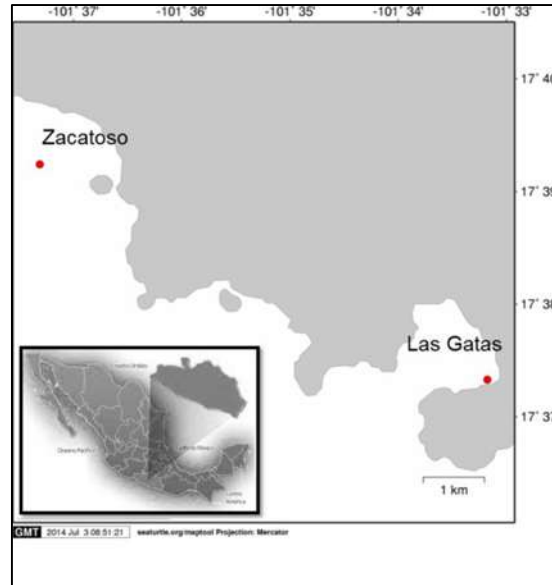 -101˚ 37' -101˚ 36' -101˚ 35' -101˚ 34' -101˚ 33'
17˚ 40'
Zacatoso
17˚ 39'
17˚ 38'
Las Gatas
17˚ 37'
1 km
GMT 2014 Jul 3 08:51:21 seaturtle.org/maptool Projection: Mercator